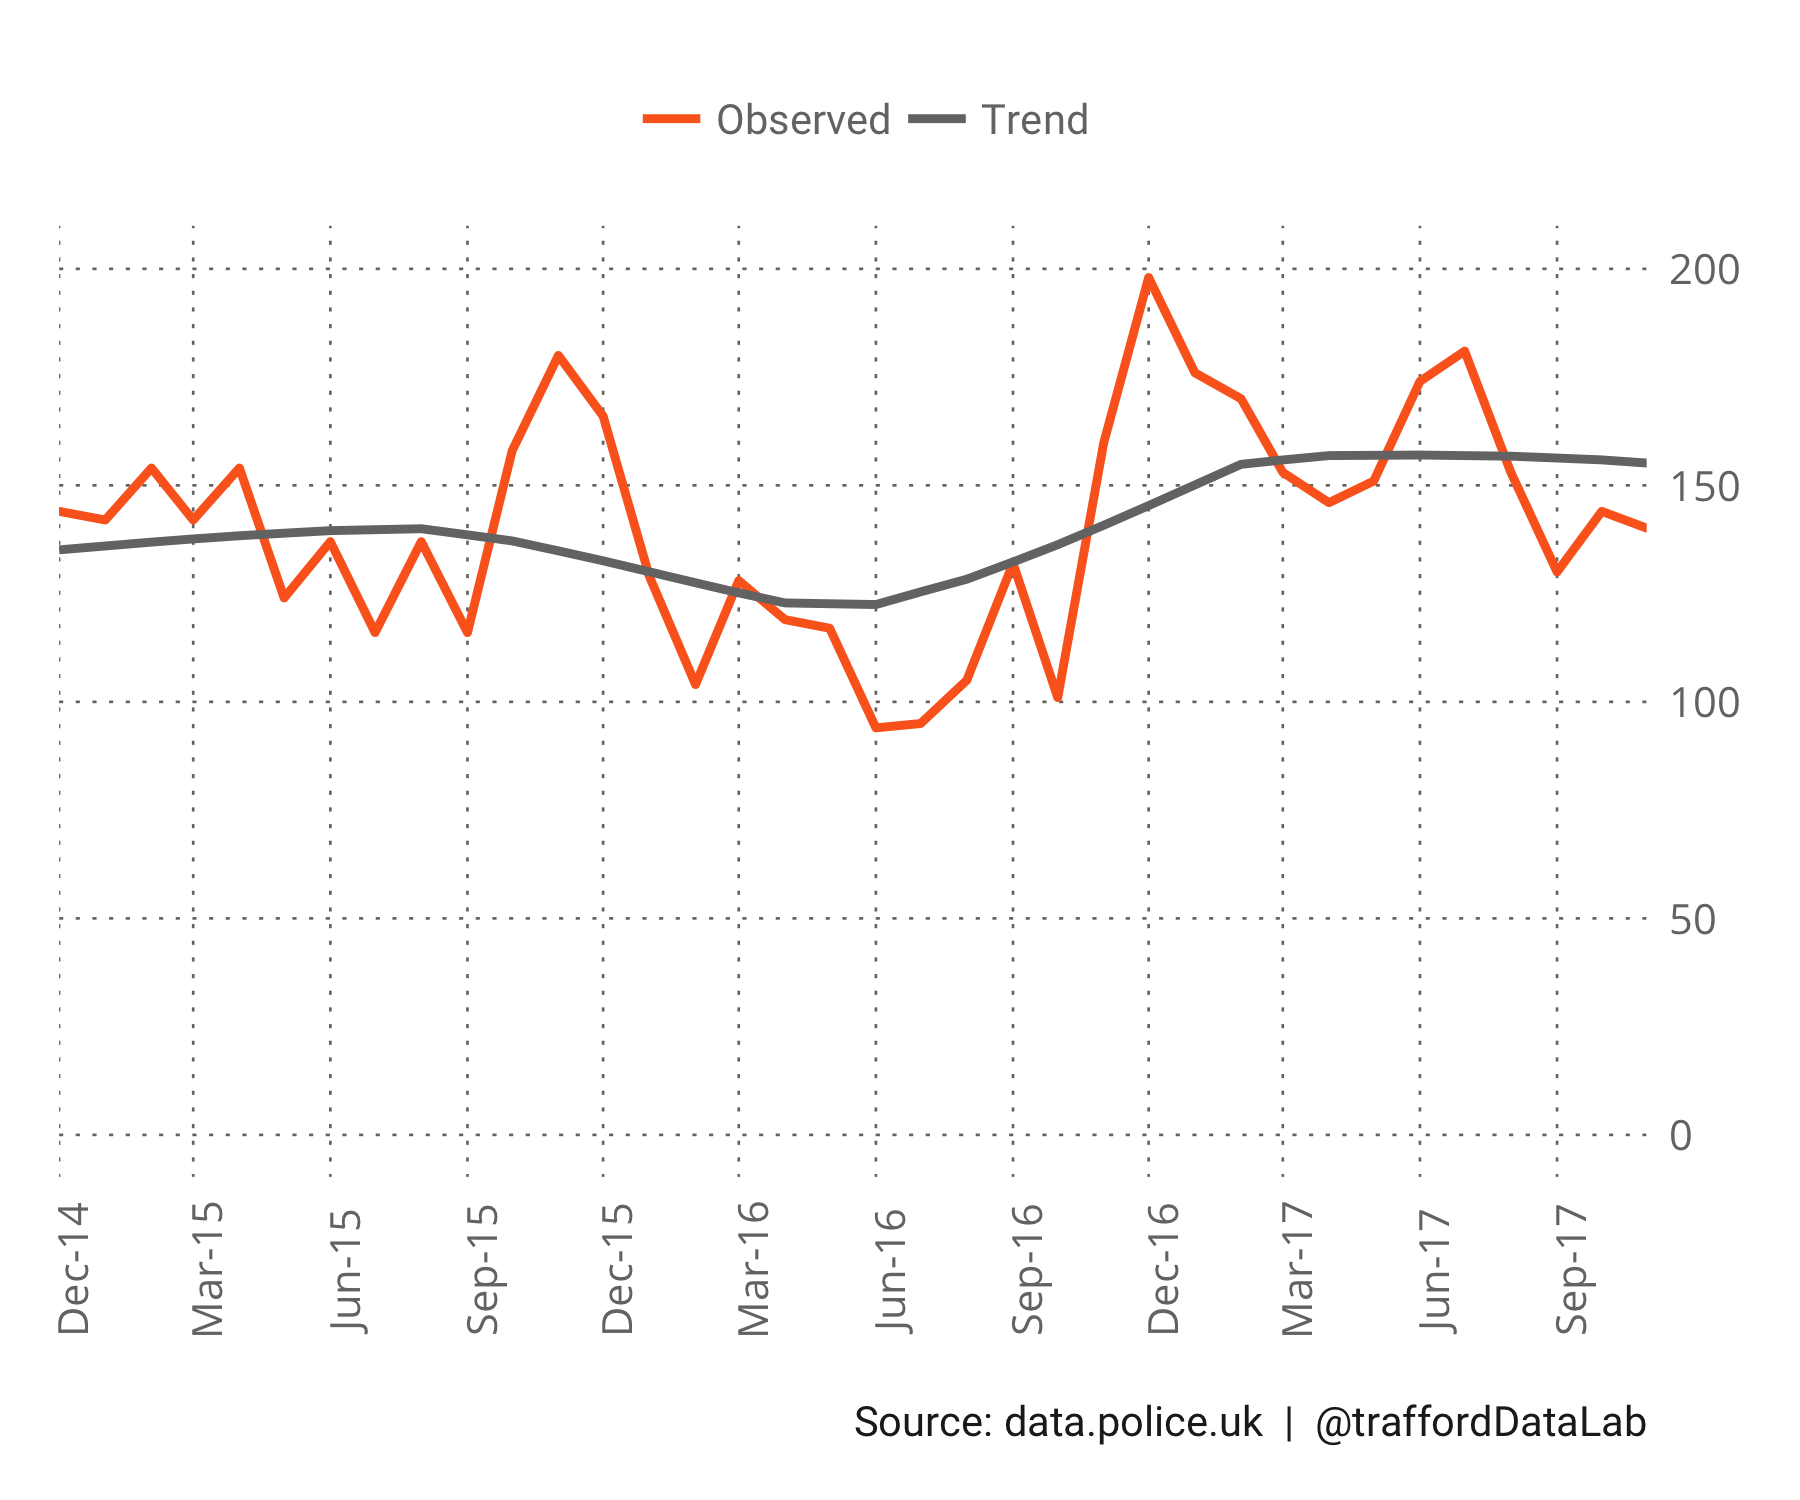 Observed Trend
200
150
100
50
0
Dec-14 Mar-15 Jun-15 Sep-15 Dec-15 Mar-16 Jun-16 Sep-16 Dec-16 Mar-17 Jun-17 Sep-17
Source: data.police.uk | @traffordDataLab